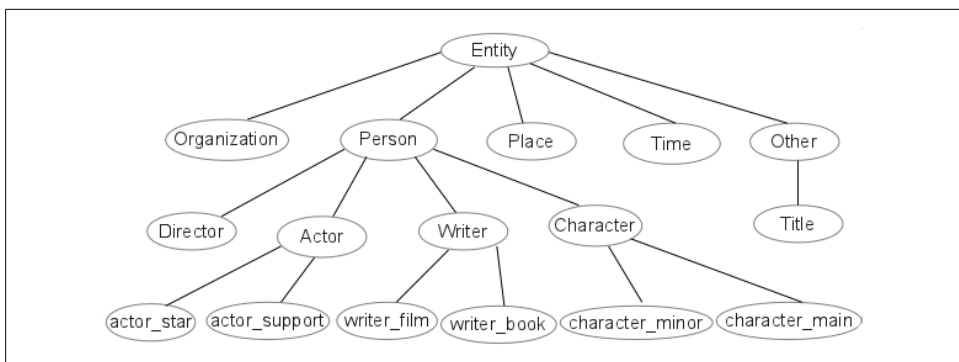 Entity
Organization
Person
Place
Time
Other
Director
Actor
Writer
Character
Title
actor_star
actor_support
writer_film
writer_book
character_minor
character_main